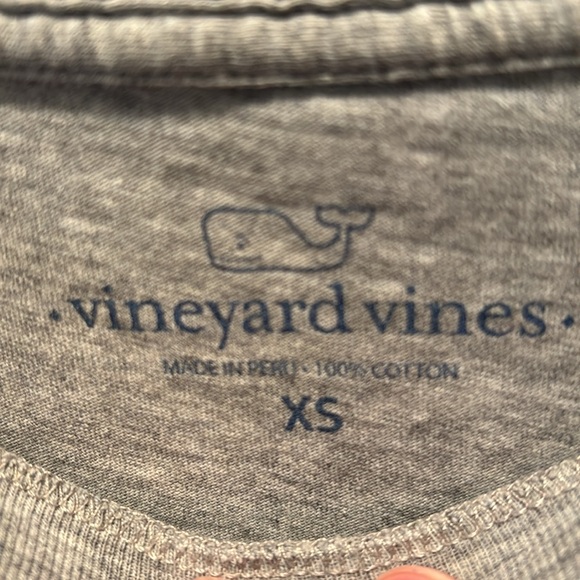 • vineyard vines •
MADE IN PERU • 100% COTTON
XS